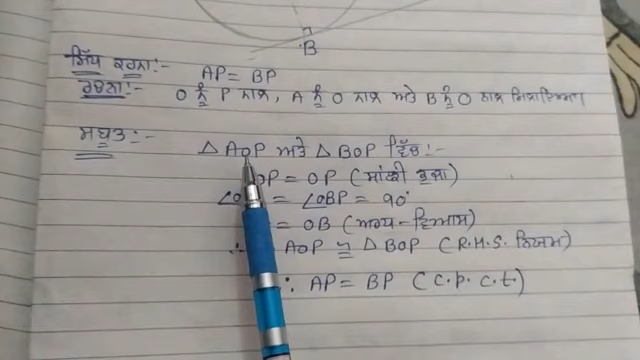 B
ਸਿੱਧ ਕਰਨਾ:-
AP = BP
ਰਚਨਾ:- O ਨੂੰ P ਨਾਲ, A ਨੂੰ O ਨਾਲ ਅਤੇ B ਨੂੰ O ਨਾਲ ਮਿਲਾਇਆ।
ਸਬੂਤ:-
△ AOP ਅਤੇ △ BOP ਵਿੱਚ:-
OP = OP (ਸਾਂਝੀ ਭੁਜਾ)
= ∠OBP = 90°
= OB (ਅਰਧ-ਵਿਆਸ)
∴ AOP ≅ △ BOP (R.H.S. ਨਿਯਮ)
∴ AP = BP (C.p.c.t.)